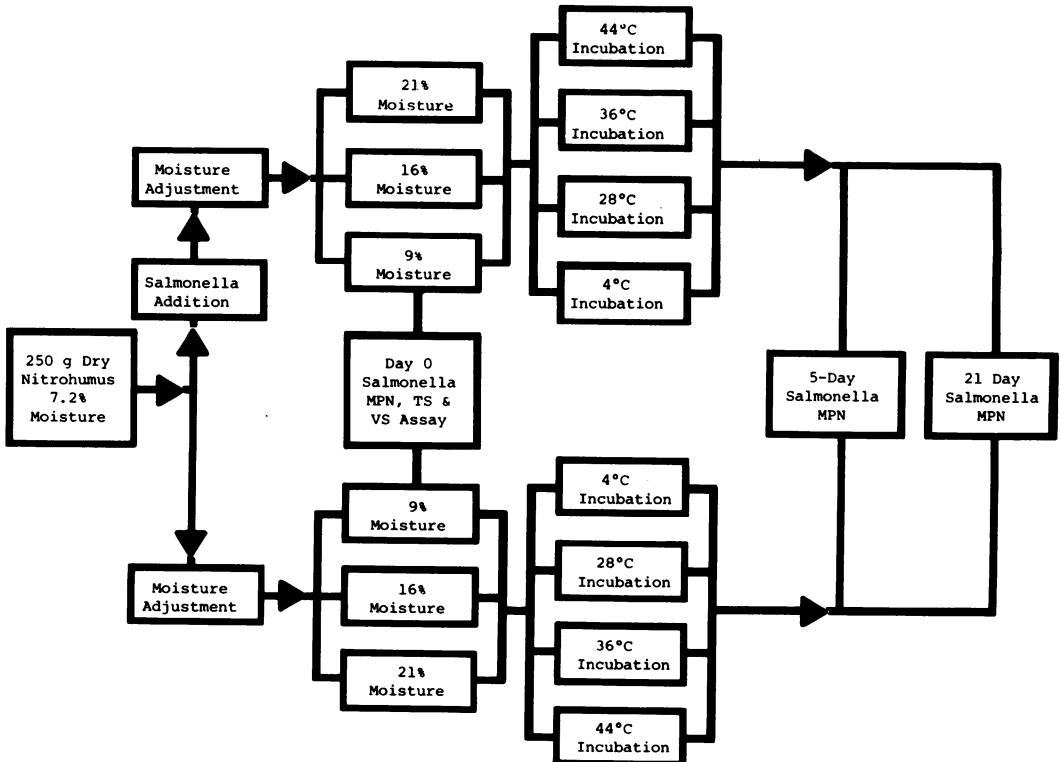 250 g Dry
Nitrohumus
7.2%
Moisture
Salmonella
Addition
Moisture
Adjustment
21%
Moisture
16%
Moisture
9%
Moisture
44°C
Incubation
36°C
Incubation
28°C
Incubation
4°C
Incubation
Day 0
Salmonella
MPN, TS &
VS Assay
Moisture
Adjustment
9%
Moisture
16%
Moisture
21%
Moisture
4°C
Incubation
28°C
Incubation
36°C
Incubation
44°C
Incubation
5-Day
Salmonella
MPN
21 Day
Salmonella
MPN